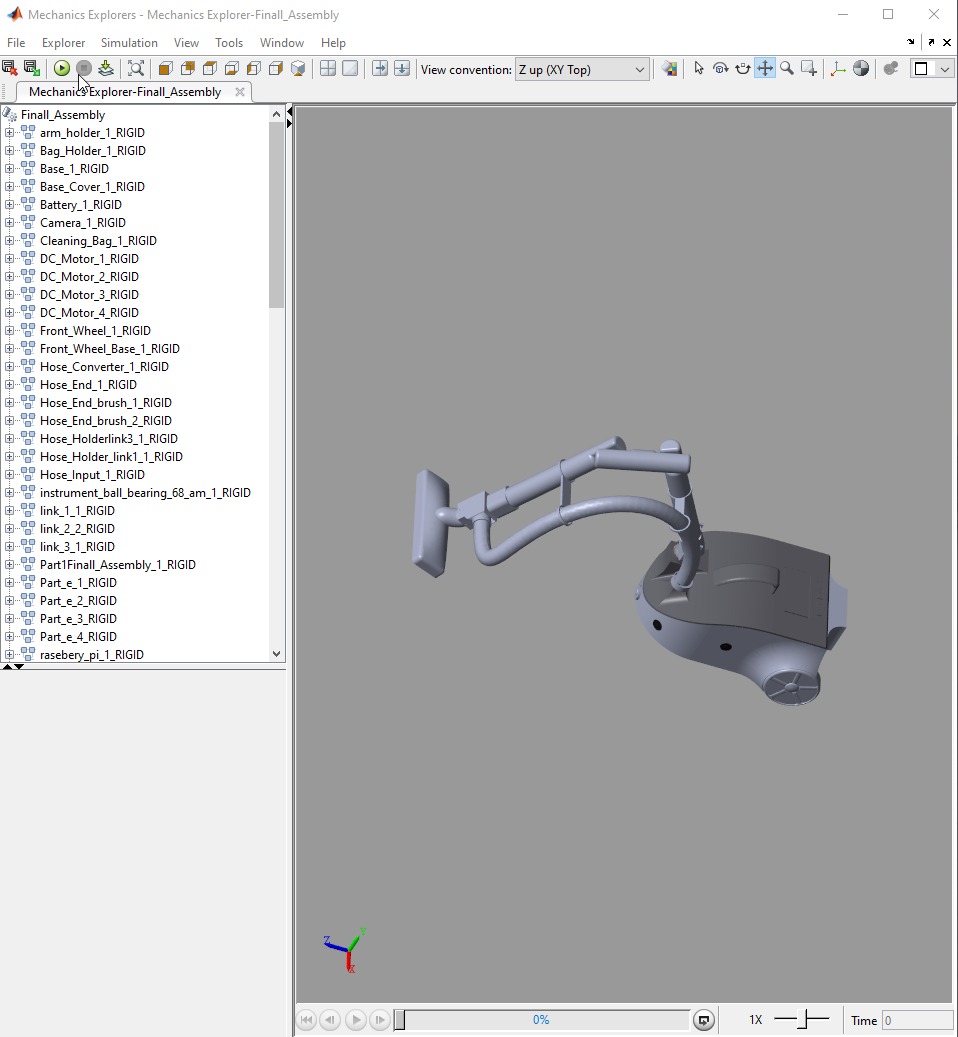 Mechanics Explorers - Mechanics Explorer-Finall_Assembly
File Explorer Simulation View Tools Window Help
View convention: Z up (XY Top)
Mechanics Explorer-Finall_Assembly
Finall_Assembly
arm_holder_1_RIGID
Bag_Holder_1_RIGID
Base_1_RIGID
Base_Cover_1_RIGID
Battery_1_RIGID
Camera_1_RIGID
Cleaning_Bag_1_RIGID
DC_Motor_1_RIGID
DC_Motor_2_RIGID
DC_Motor_3_RIGID
DC_Motor_4_RIGID
Front_Wheel_1_RIGID
Front_Wheel_Base_1_RIGID
Hose_Converter_1_RIGID
Hose_End_1_RIGID
Hose_End_brush_1_RIGID
Hose_End_brush_2_RIGID
Hose_Holderlink3_1_RIGID
Hose_Holder_link1_1_RIGID
Hose_Input_1_RIGID
instrument_ball_bearing_68_am_1_RIGID
link_1_1_RIGID
link_2_2_RIGID
link_3_1_RIGID
Part1Finall_Assembly_1_RIGID
Part_e_1_RIGID
Part_e_2_RIGID
Part_e_3_RIGID
Part_e_4_RIGID
rasebery_pi_1_RIGID
Z Y
X
0% 1X Time 0